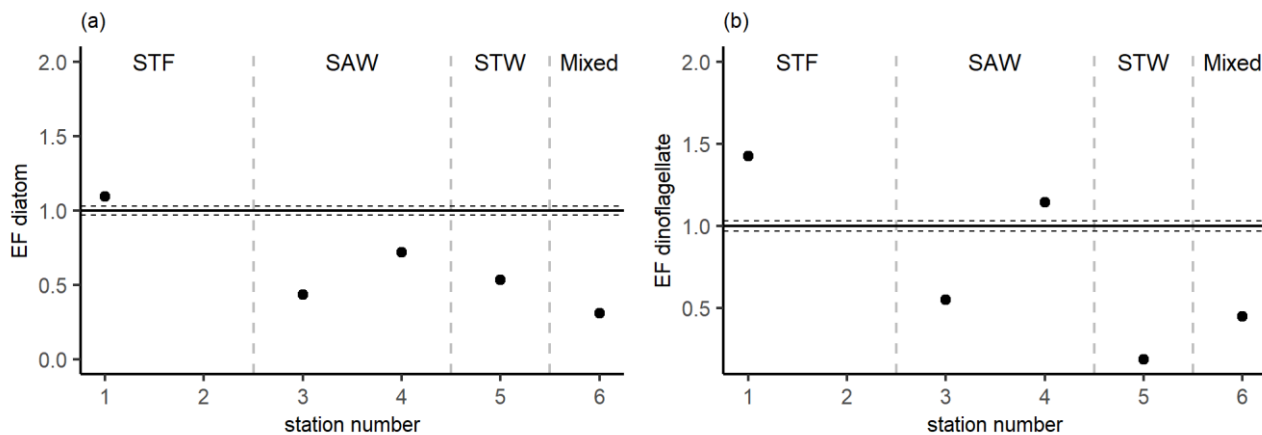 (a)
STF SAW STW Mixed
2.0
1.5
1.0
0.5
0.0
EF diatom
1 2 3 4 5 6
station number
(b)
STF SAW STW Mixed
2.0
1.5
1.0
0.5
EF dinoflagellate
1 2 3 4 5 6
station number